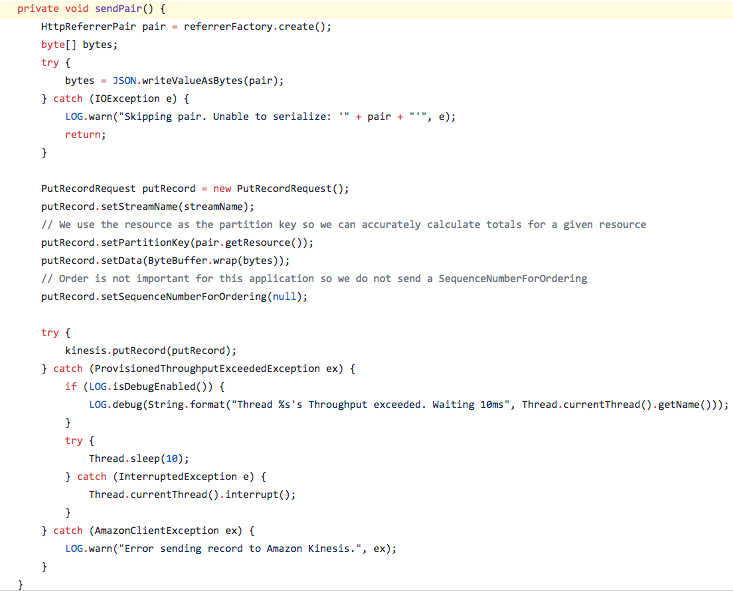 private void sendPair() {
    HttpReferrerPair pair = referrerFactory.create();
    byte[] bytes;
    try {
        bytes = JSON.writeValueAsBytes(pair);
    } catch (IOException e) {
        LOG.warn("Skipping pair. Unable to serialize: '" + pair + "'", e);
        return;
    }

    PutRecordRequest putRecord = new PutRecordRequest();
    putRecord.setStreamName(streamName);
    // We use the resource as the partition key so we can accurately calculate totals for a given resource
    putRecord.setPartitionKey(pair.getResource());
    putRecord.setData(ByteBuffer.wrap(bytes));
    // Order is not important for this application so we do not send a SequenceNumberForOrdering
    putRecord.setSequenceNumberForOrdering(null);

    try {
        kinesis.putRecord(putRecord);
    } catch (ProvisionedThroughputExceededException ex) {
        if (LOG.isDebugEnabled()) {
            LOG.debug(String.format("Thread %s's Throughput exceeded. Waiting 10ms", Thread.currentThread().getName()));
        }
        try {
            Thread.sleep(10);
        } catch (InterruptedException e) {
            Thread.currentThread().interrupt();
        }
    } catch (AmazonClientException ex) {
        LOG.warn("Error sending record to Amazon Kinesis.", ex);
    }
}